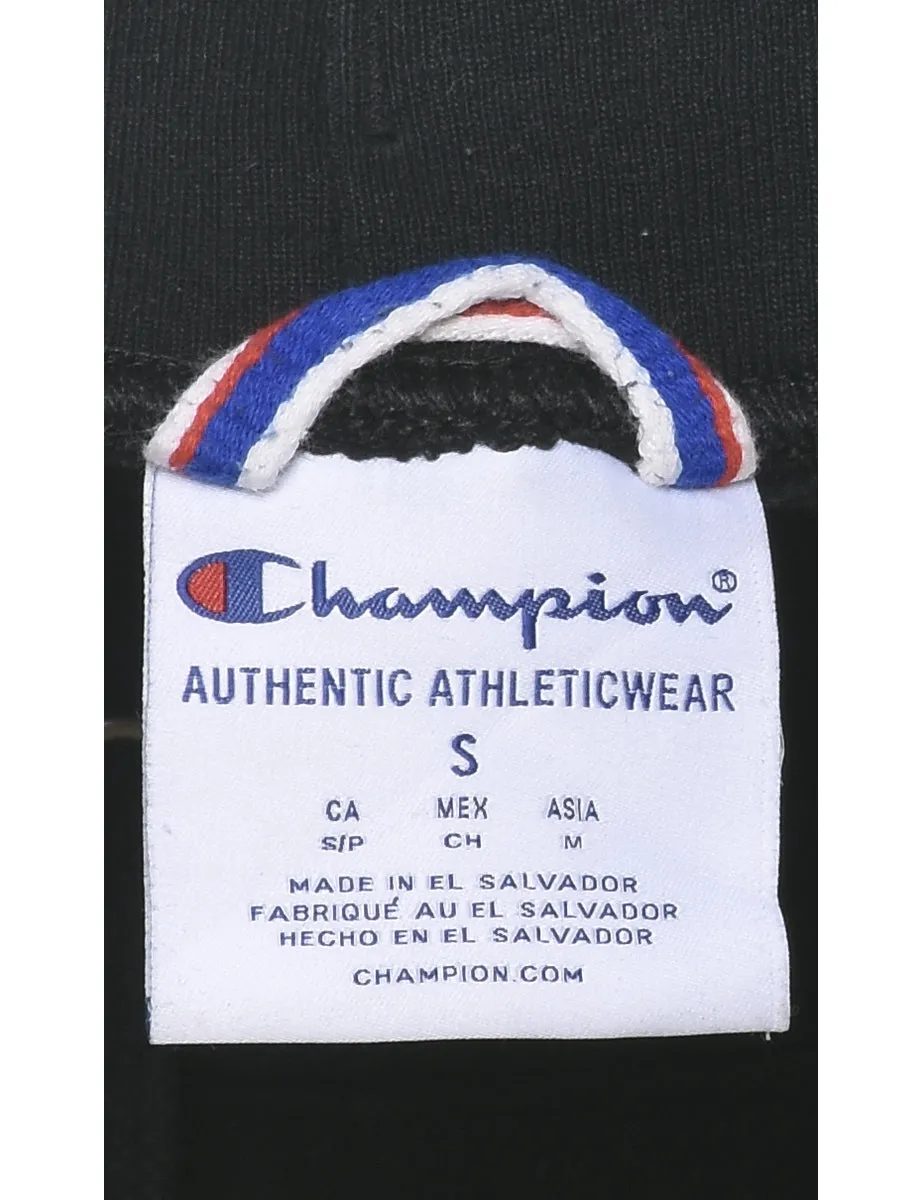 Champion®
AUTHENTIC ATHLETICWEAR
S
CA MEX ASIA
S/P CH M
MADE IN EL SALVADOR
FABRIQUÉ AU EL SALVADOR
HECHO EN EL SALVADOR
CHAMPION.COM